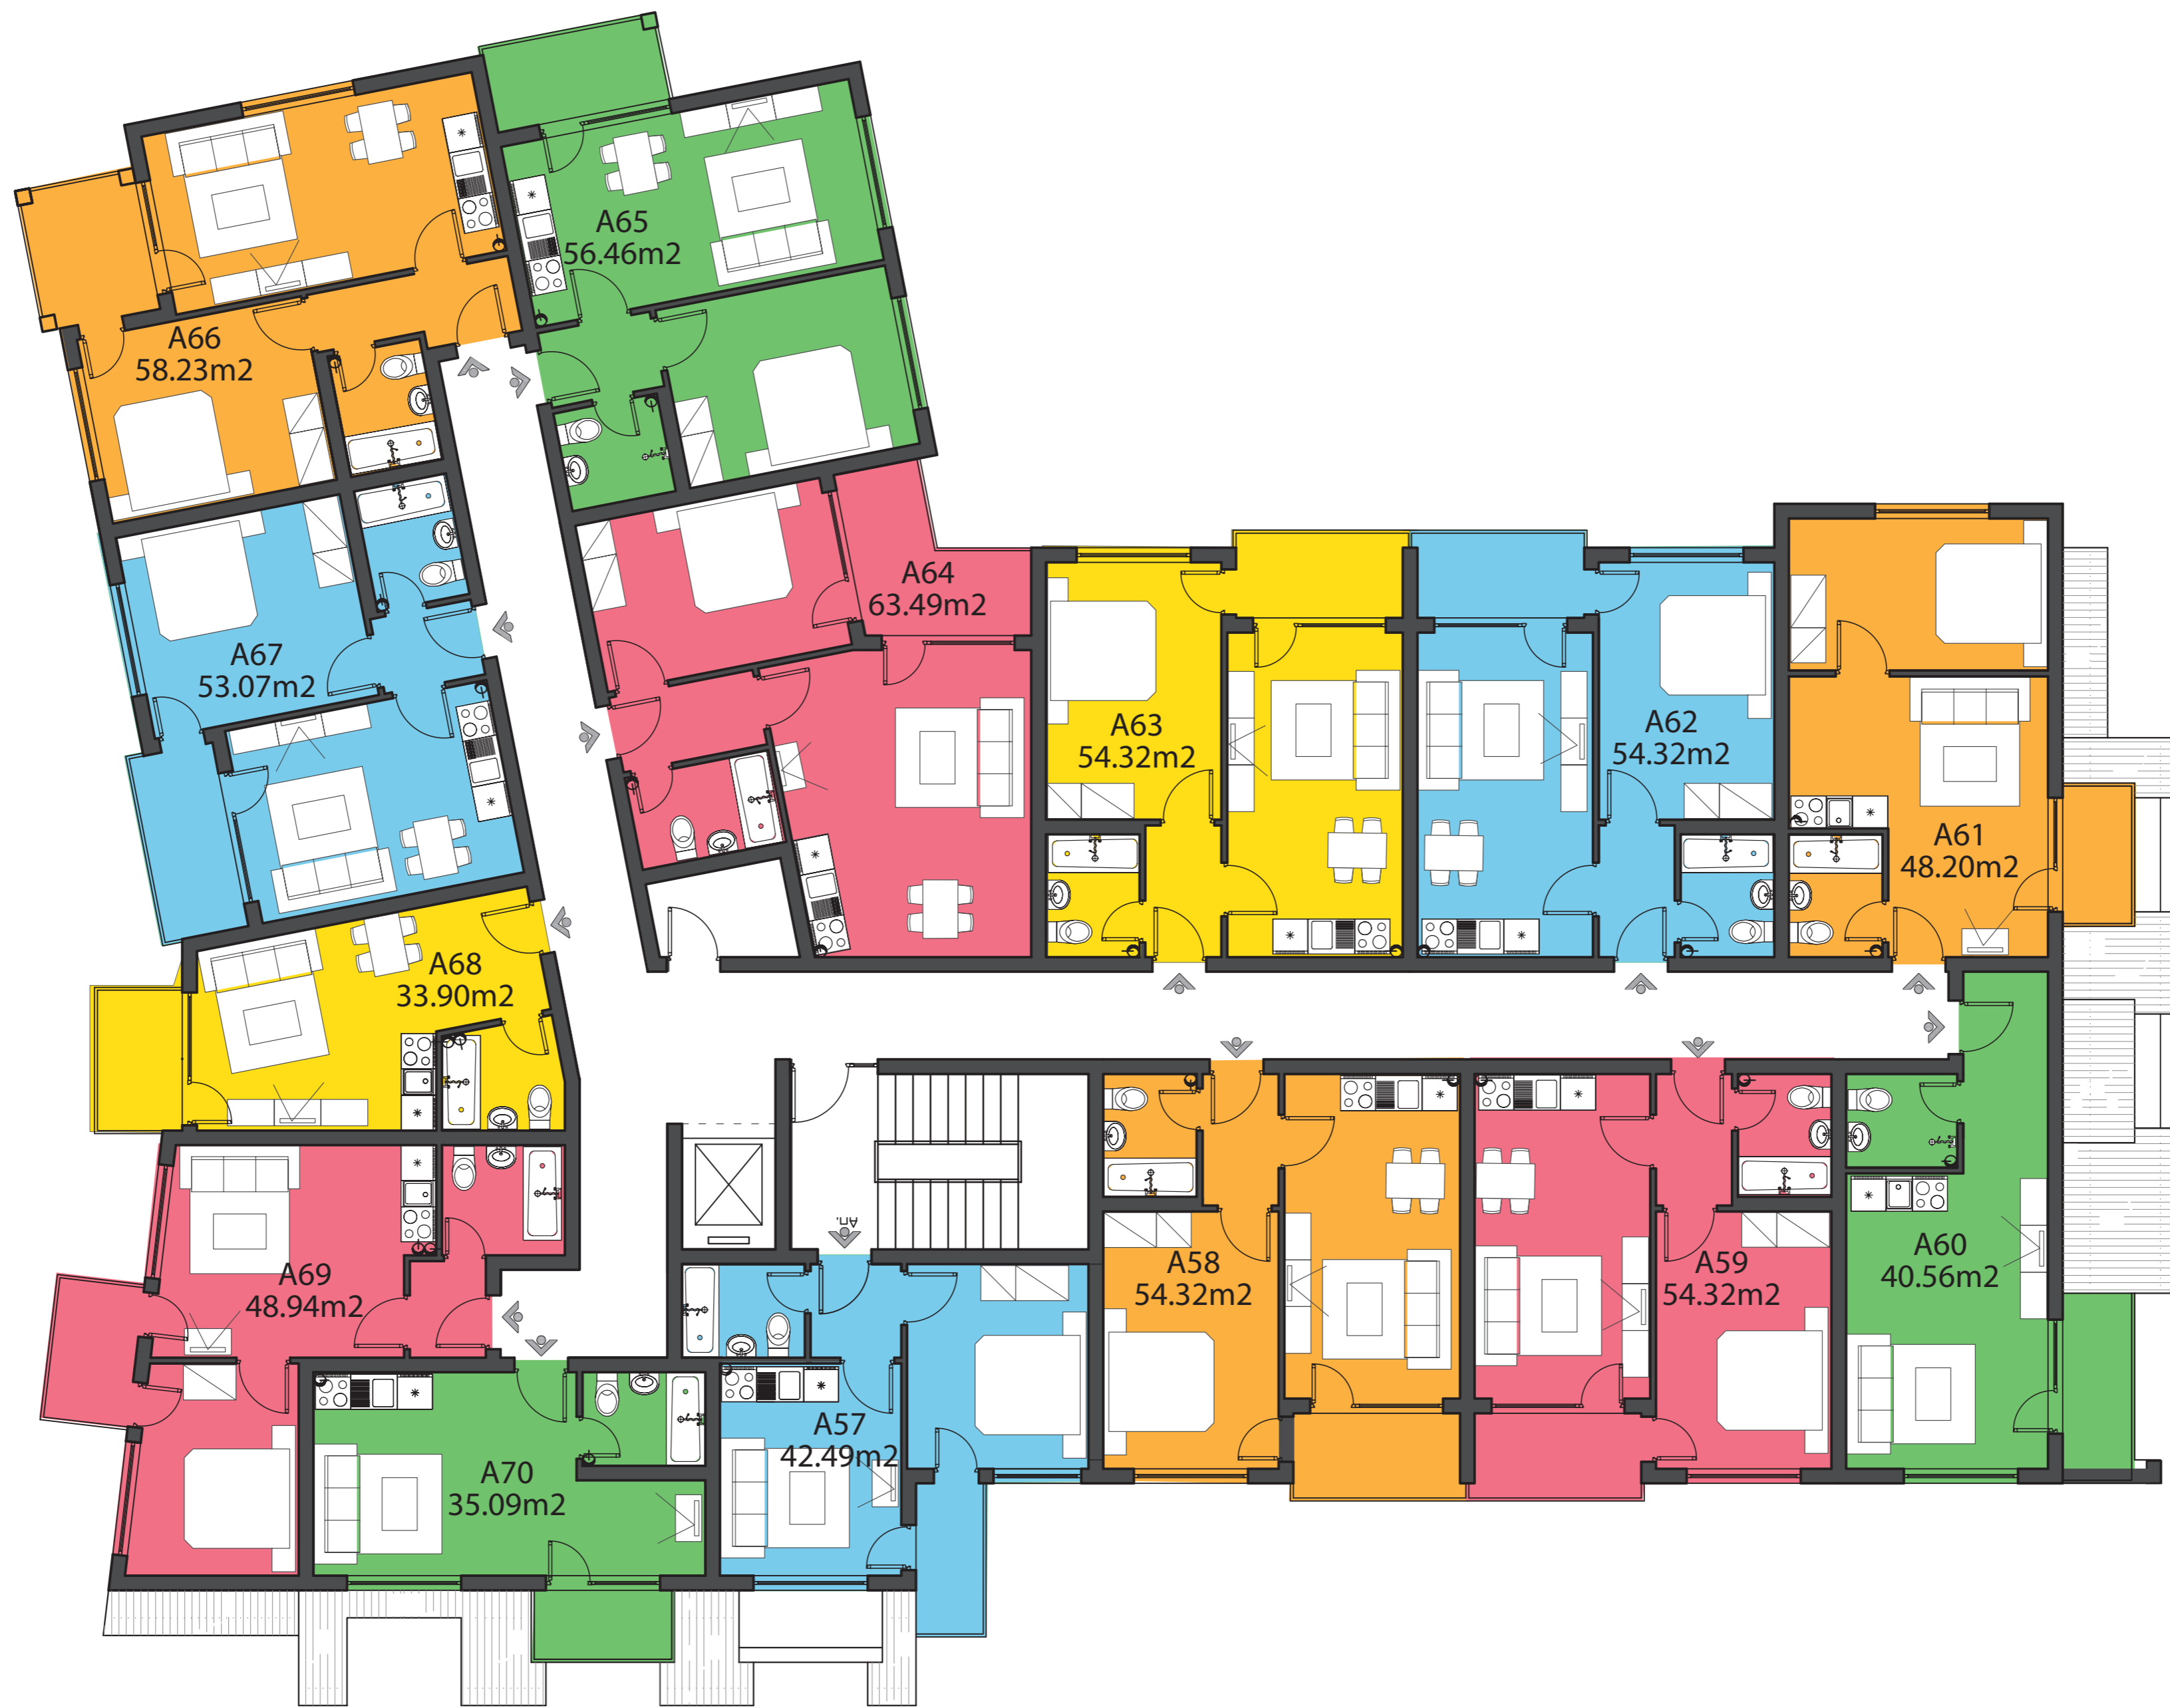 A65
56.46m2
A66
58.23m2
A64
63.49m2
A67
53.07m2
A63
54.32m2
A62
54.32m2
A61
48.20m2
A68
33.90m2
АП.
A69
48.94m2
A58
54.32m2
A59
54.32m2
A60
40.56m2
A57
42.49m2
A70
35.09m2